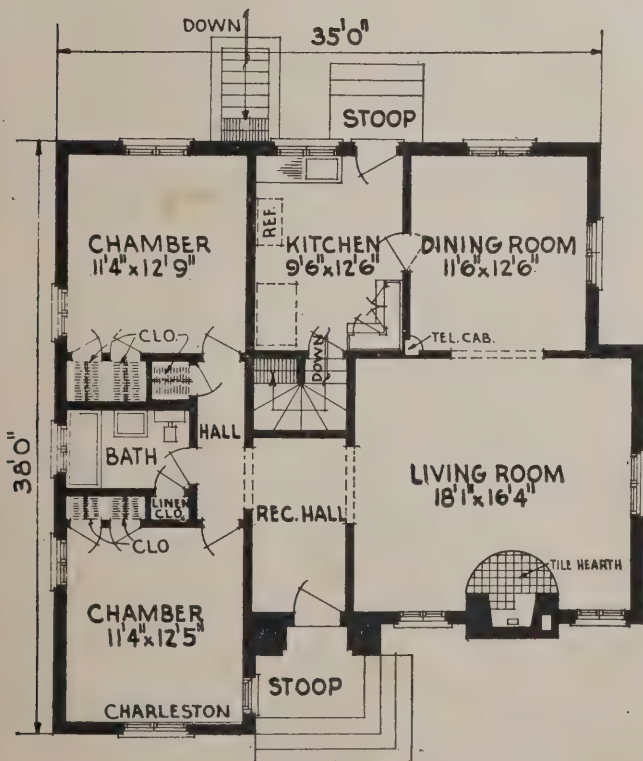 DOWN
35'0"
STOOP
CHAMBER
11'4"x12'9"
REF.
KITCHEN
9'6"x12'6"
DINING ROOM
11'6"x12'6"
CLO.
DOWN
TEL. CAB.
38'0"
HALL
BATH
LINEN
CLO.
REC. HALL
LIVING ROOM
18'1"x16'4"
CLO
TILE HEARTH
CHAMBER
11'4"x12'5"
STOOP
CHARLESTON